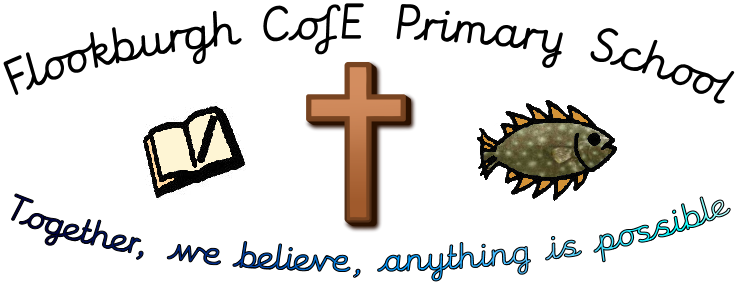 Flookburgh CofE Primary School
Together, we believe, anything is possible